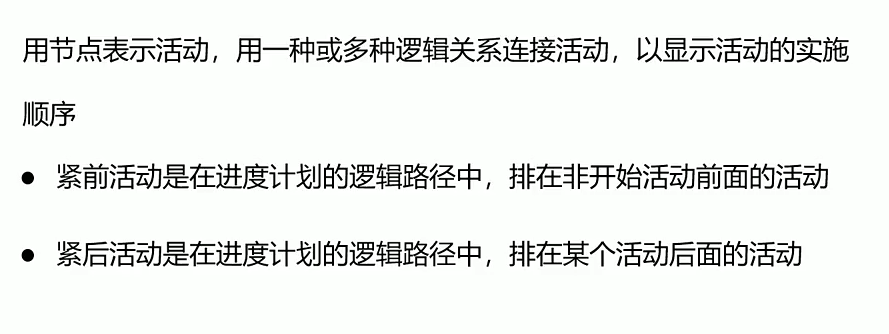 用节点表示活动，用一种或多种逻辑关系连接活动，以显示活动的实施
顺序
● 紧前活动是在进度计划的逻辑路径中，排在非开始活动前面的活动
● 紧后活动是在进度计划的逻辑路径中，排在某个活动后面的活动